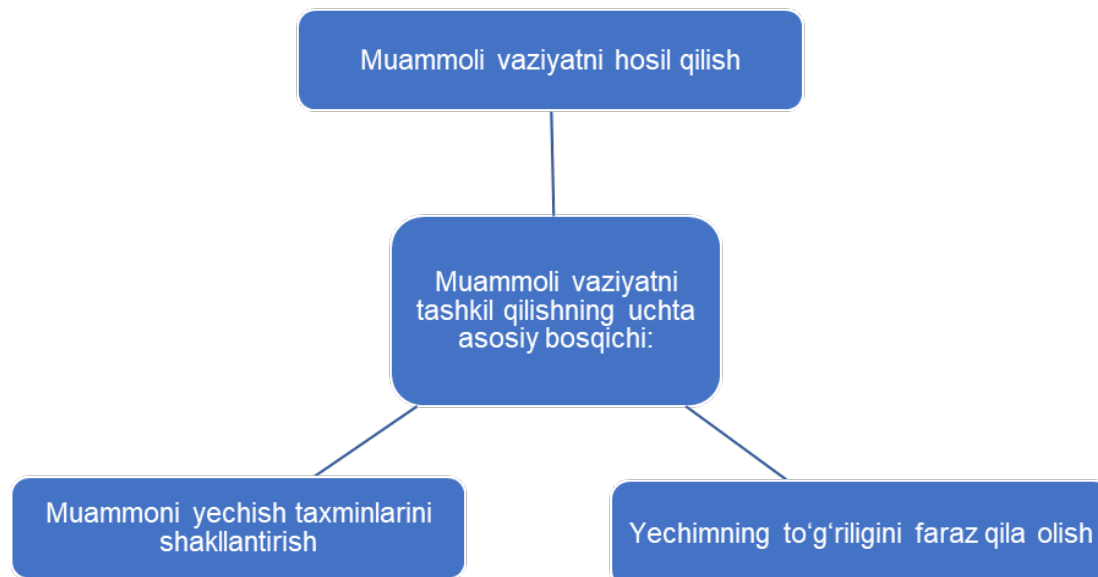 Muammoli vaziyatni hosil qilish
Muammoli vaziyatni
tashkil qilishning uchta
asosiy bosqichi:
Muammoni yechish taxminlarini
shakllantirish
Yechimning to‘g‘riligini faraz qila olish